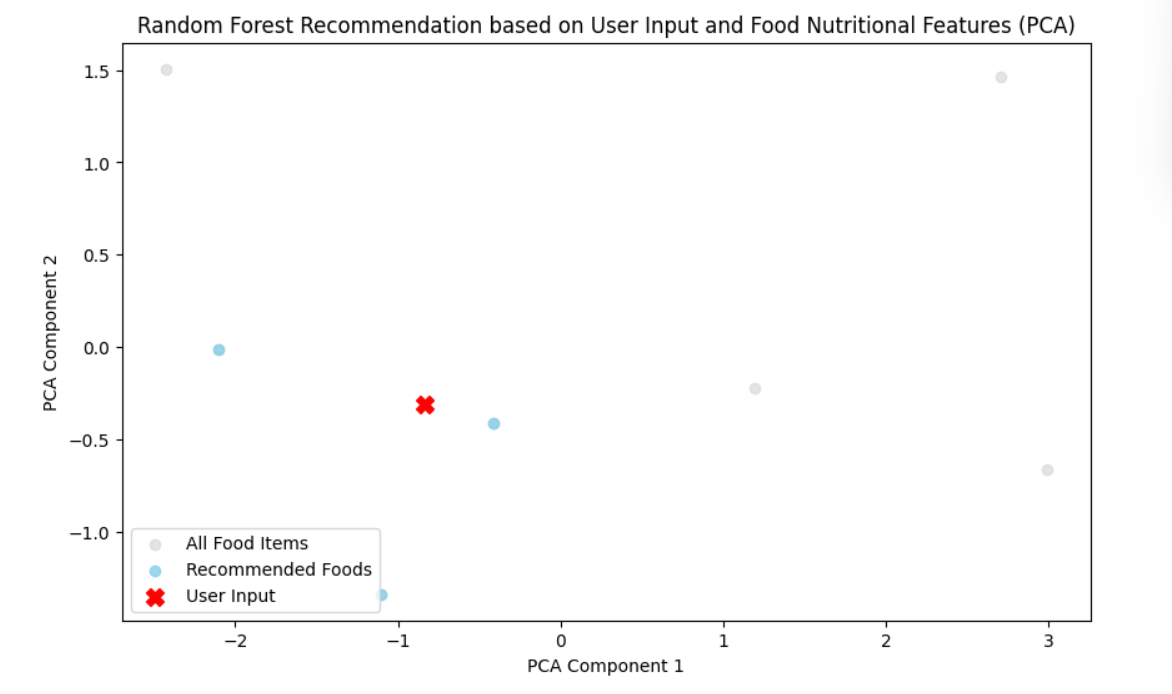 Random Forest Recommendation based on User Input and Food Nutritional Features (PCA)
1.5
1.0
0.5
0.0
−0.5
−1.0
PCA Component 2
All Food Items
Recommended Foods
User Input
−2
−1
0
1
2
3
PCA Component 1